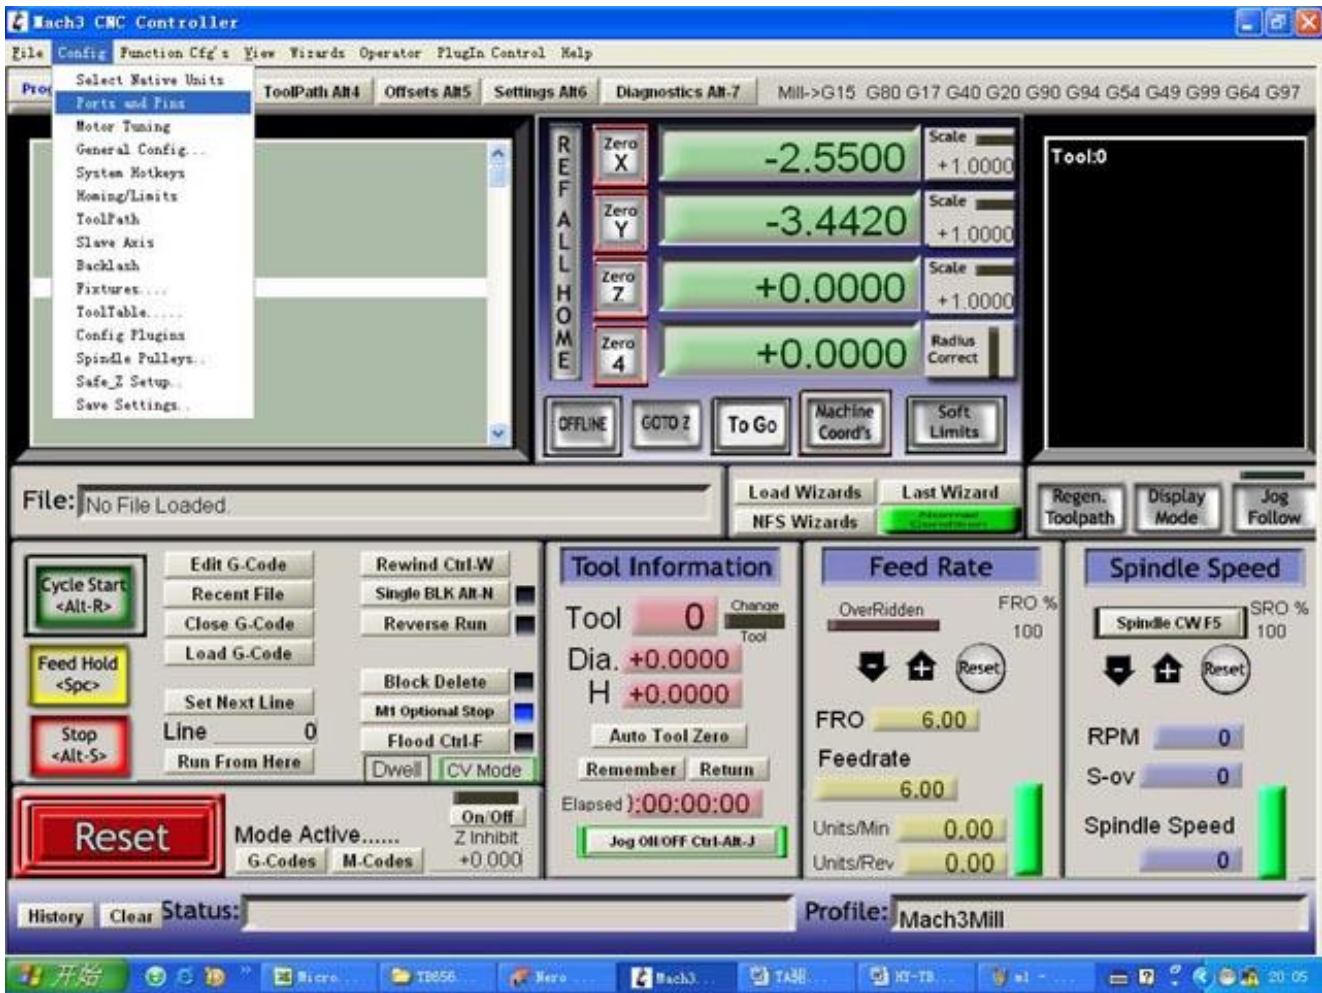 Mach3 CNC Controller
File Config Function Cfg's View Wizards Operator PlugIn Control Help
Select Native Units
Ports and Pins
Motor Tuning
General Config...
System Hotkeys
Homing/Limits
ToolPath
Slave Axis
Backlash
Fixtures....
ToolTable.....
Config Plugins
Spindle Pulleys..
Safe_Z Setup..
Save Settings..
ToolPath Alt4 Offsets Alt5 Settings Alt6 Diagnostics Alt-7 Mill->G15 G80 G17 G40 G20 G90 G94 G54 G49 G99 G64 G97
REF ALL HOME
Zero X -2.5500 Scale +1.0000
Zero Y -3.4420 Scale +1.0000
Zero Z +0.0000 Scale +1.0000
Zero 4 +0.0000 Radius Correct
Tool:0
OFFLINE GOTO Z To Go Machine Coord's Soft Limits
File: No File Loaded.
Load Wizards Last Wizard
NFS Wizards Normal Condition
Regen. Toolpath Display Mode Jog Follow
Cycle Start <Alt-R>
Feed Hold <Spc>
Stop <Alt-S>
Edit G-Code
Recent File
Close G-Code
Load G-Code
Set Next Line
Line 0
Run From Here
Rewind Ctrl-W
Single BLK Alt-N
Reverse Run
Block Delete
M1 Optional Stop
Flood Ctrl-F
Dwell CV Mode
Reset
Mode Active......
G-Codes M-Codes
On/Off
Z Inhibit
+0.000
Tool Information
Tool 0 Change Tool
Dia. +0.0000
H +0.0000
Auto Tool Zero
Remember Return
Elapsed ):00:00:00
Jog ON/OFF Ctrl-Alt-J
Feed Rate
OverRidden FRO %
100
Reset
FRO 6.00
Feedrate
6.00
Units/Min 0.00
Units/Rev 0.00
Spindle Speed
Spindle CW F5 SRO %
100
Reset
RPM 0
S-ov 0
Spindle Speed
0
History Clear Status:
Profile: Mach3Mill
开始 Micro... TB656... Nero ... Mach3... 20:05